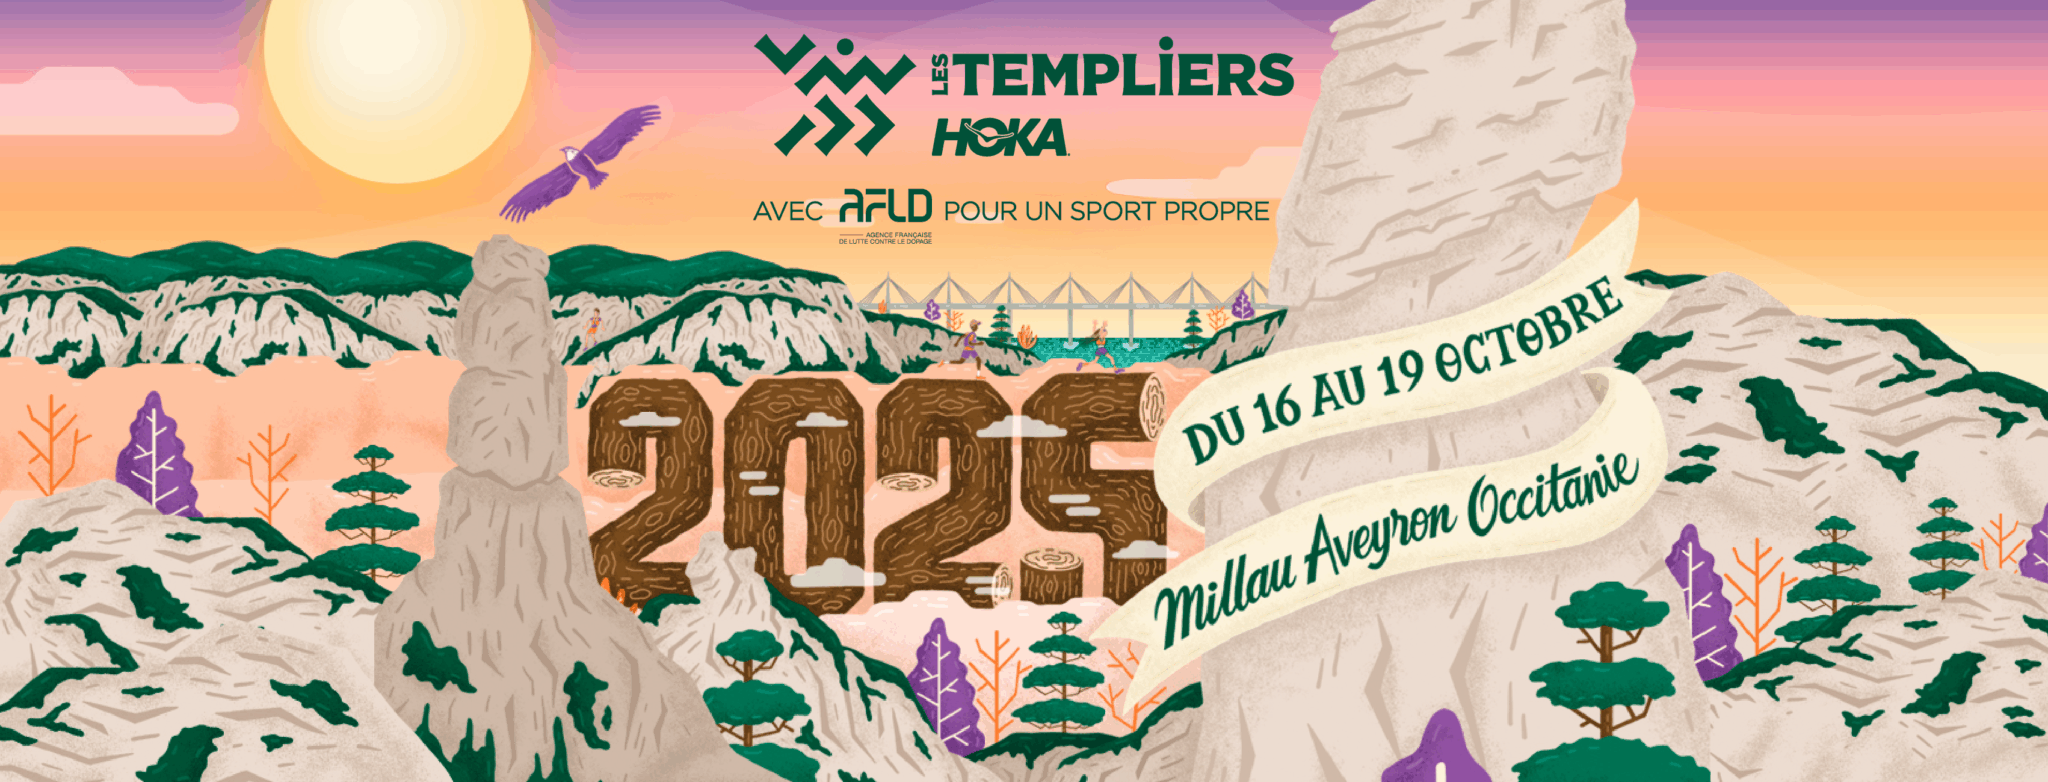 LES TEMPLIERS
HOKA
AVEC AFLD POUR UN SPORT PROPRE
AGENCE FRANÇAISE
DE LUTTE CONTRE LE DOPAGE
2025
DU 16 AU 19 OCTOBRE
Millau Aveyron Occitanie